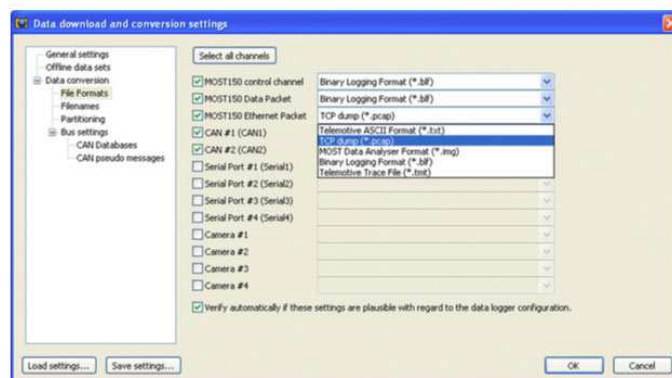 Data download and conversion settings
General settings
Offline data sets
Data conversion
File Formats
Filenames
Partitioning
Bus settings
CAN Databases
CAN pseudo messages
Select all channels
MOST150 control channel Binary Logging Format (*.blf)
MOST150 Data Packet Binary Logging Format (*.blf)
MOST150 Ethernet Packet TCP dump (*.pcap)
CAN #1 (CAN1) Telemotive ASCII Format (*.txt)
TCP dump (*.pcap)
CAN #2 (CAN2) MOST Data Analyser Format (*.img)
Binary Logging Format (*.blf)
Serial Port #1 (Serial1) Telemotive Trace File (*.tmt)
Serial Port #2 (Serial2)
Serial Port #3 (Serial3)
Serial Port #4 (Serial4)
Camera #1
Camera #2
Camera #3
Camera #4
Verify automatically if these settings are plausible with regard to the data logger configuration.
Load settings... Save settings... OK Cancel